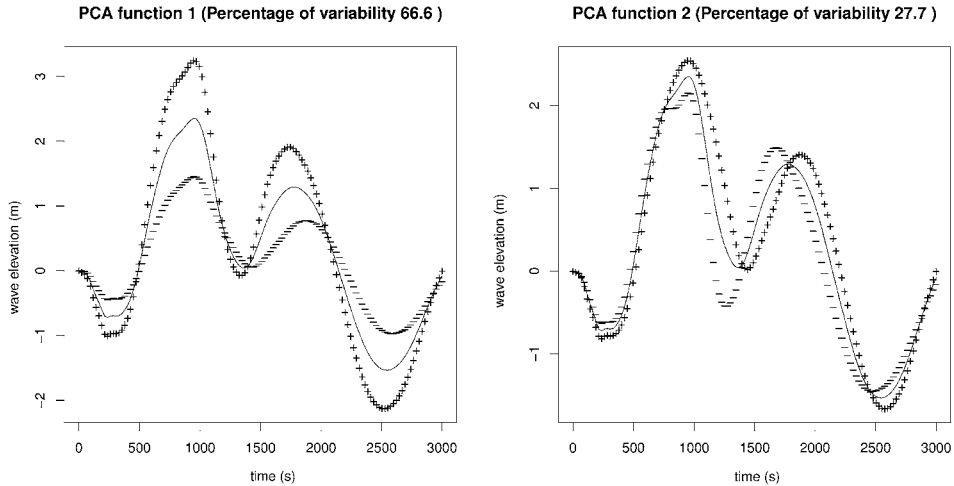 PCA function 1 (Percentage of variability 66.6 )
wave elevation (m)
3
2
1
0
−1
−2
0 500 1000 1500 2000 2500 3000
time (s)
PCA function 2 (Percentage of variability 27.7 )
wave elevation (m)
2
1
0
−1
0 500 1000 1500 2000 2500 3000
time (s)